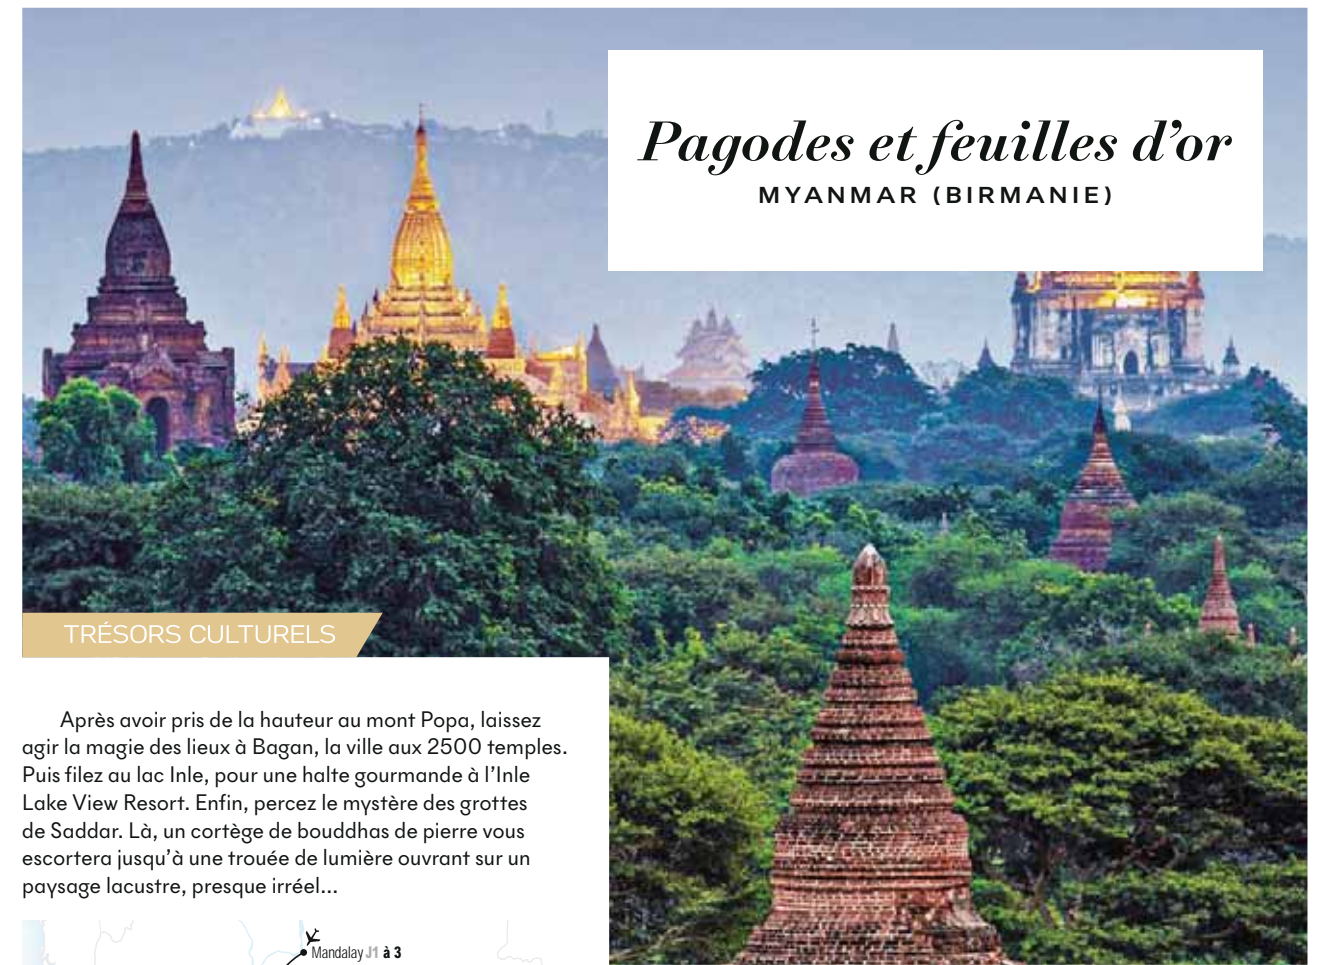 Pagodes et feuilles d’or
MYANMAR (BIRMANIE)
TRÉSORS CULTURELS
Après avoir pris de la hauteur au mont Popa, laissez
agir la magie des lieux à Bagan, la ville aux 2500 temples.
Puis filez au lac Inle, pour une halte gourmande à l’Inle
Lake View Resort. Enfin, percez le mystère des grottes
de Saddar. Là, un cortège de bouddhas de pierre vous
escortera jusqu’à une trouée de lumière ouvrant sur un
paysage lacustre, presque irréel...
Mandalay J1 à 3